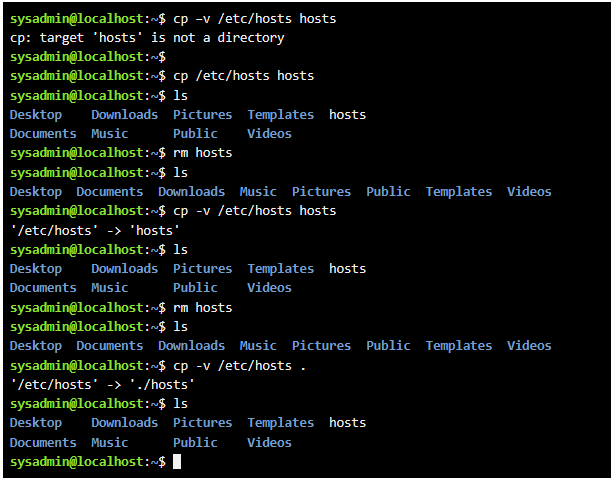 sysadmin@localhost:~$ cp –v /etc/hosts hosts
cp: target 'hosts' is not a directory
sysadmin@localhost:~$
sysadmin@localhost:~$ cp /etc/hosts hosts
sysadmin@localhost:~$ ls
Desktop    Downloads  Pictures  Templates  hosts
Documents  Music      Public    Videos
sysadmin@localhost:~$ rm hosts
sysadmin@localhost:~$ ls
Desktop  Documents  Downloads  Music  Pictures  Public  Templates  Videos
sysadmin@localhost:~$ cp -v /etc/hosts hosts
'/etc/hosts' -> 'hosts'
sysadmin@localhost:~$ ls
Desktop    Downloads  Pictures  Templates  hosts
Documents  Music      Public    Videos
sysadmin@localhost:~$ rm hosts
sysadmin@localhost:~$ ls
Desktop  Documents  Downloads  Music  Pictures  Public  Templates  Videos
sysadmin@localhost:~$ cp -v /etc/hosts .
'/etc/hosts' -> './hosts'
sysadmin@localhost:~$ ls
Desktop    Downloads  Pictures  Templates  hosts
Documents  Music      Public    Videos
sysadmin@localhost:~$